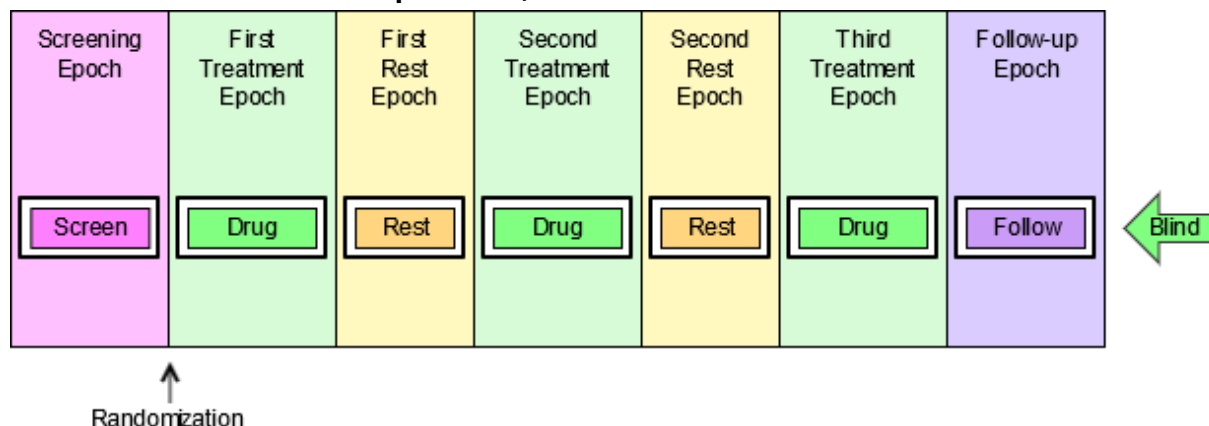 Screening
Epoch
First
Treatment
Epoch
First
Rest
Epoch
Second
Treatment
Epoch
Second
Rest
Epoch
Third
Treatment
Epoch
Follow-up
Epoch
Screen
Drug
Rest
Drug
Rest
Drug
Follow
Blind
Randomization